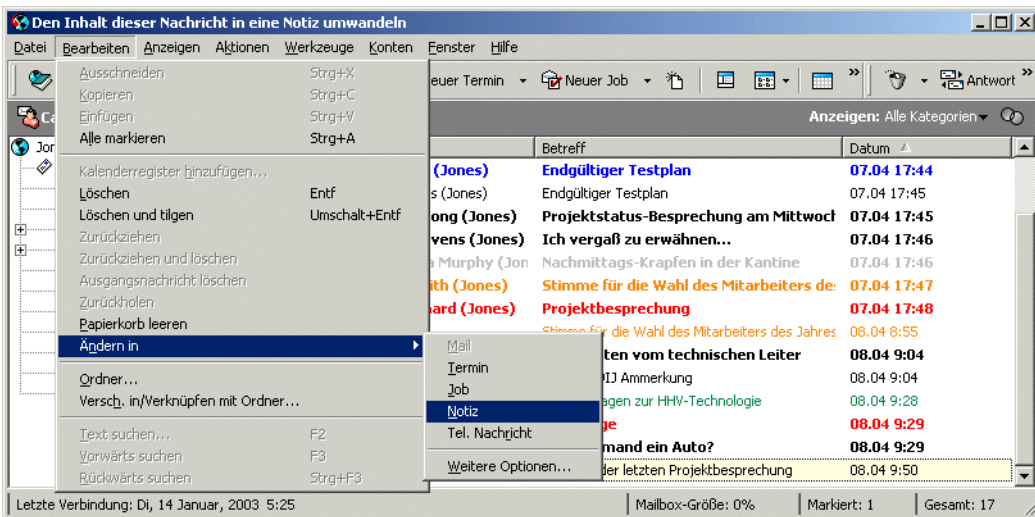 Den Inhalt dieser Nachricht in eine Notiz umwandeln
Datei Bearbeiten Anzeigen Aktionen Werkzeuge Konten Fenster Hilfe
euer Termin Neuer Job » Antwort »
Ca Anzeigen: Alle Kategorien
Jor
Ausschneiden Strg+X
Kopieren Strg+C
Einfügen Strg+V
Alle markieren Strg+A
Kalenderregister hinzufügen...
Löschen Entf
Löschen und tilgen Umschalt+Entf
Zurückziehen
Zurückziehen und löschen
Ausgangsnachricht löschen
Zurückholen
Papierkorb leeren
Ändern in
Ordner...
Versch. in/Verknüpfen mit Ordner...
Text suchen... F2
Vorwärts suchen F3
Rückwärts suchen Strg+F3
Mail
Termin
Job
Notiz
Tel. Nachricht
Weitere Optionen...
Betreff Datum
(Jones) Endgültiger Testplan 07.04 17:44
s (Jones) Endgültiger Testplan 07.04 17:45
ong (Jones) Projektstatus-Besprechung am Mittwoch 07.04 17:45
vens (Jones) Ich vergaß zu erwähnen... 07.04 17:46
a Murphy (Jon Nachmittags-Krapfen in der Kantine 07.04 17:46
ith (Jones) Stimme für die Wahl des Mitarbeiters de: 07.04 17:47
ard (Jones) Projektbesprechung 07.04 17:48
Stimme für die Wahl des Mitarbeiters des Jahres 08.04 8:55
ten vom technischen Leiter 08.04 9:04
IJ Ammerkung 08.04 9:04
agen zur HHV-Technologie 08.04 9:28
ge 08.04 9:29
mand ein Auto? 08.04 9:29
der letzten Projektbesprechung 08.04 9:50
Letzte Verbindung: Di, 14 Januar, 2003 5:25 Mailbox-Größe: 0% Markiert: 1 Gesamt: 17